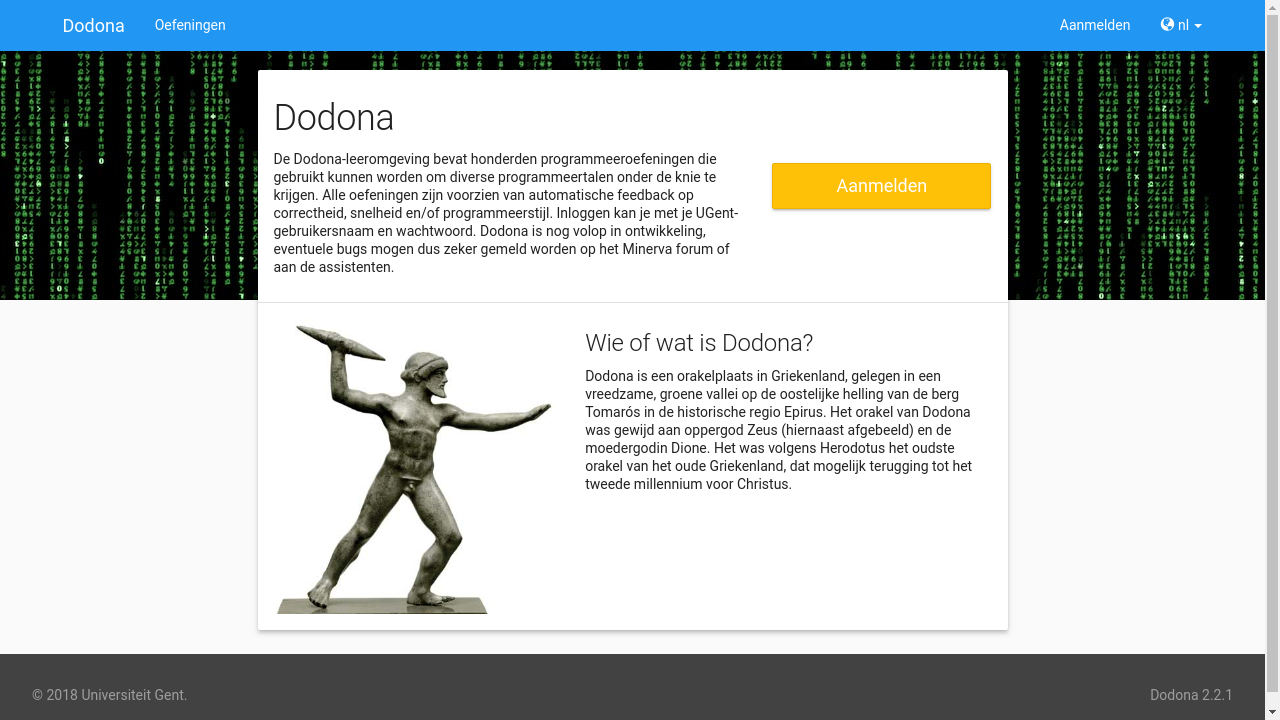 Dodona
Oefeningen
Aanmelden
nl
Dodona
De Dodona-leeromgeving bevat honderden programmeeroefeningen die
gebruikt kunnen worden om diverse programmeertalen onder de knie te
krijgen. Alle oefeningen zijn voorzien van automatische feedback op
correctheid, snelheid en/of programmeerstijl. Inloggen kan je met je UGent-
gebruikersnaam en wachtwoord. Dodona is nog volop in ontwikkeling,
eventuele bugs mogen dus zeker gemeld worden op het Minerva forum of
aan de assistenten.
Aanmelden
Wie of wat is Dodona?
Dodona is een orakelplaats in Griekenland, gelegen in een
vreedzame, groene vallei op de oostelijke helling van de berg
Tomarós in de historische regio Epirus. Het orakel van Dodona
was gewijd aan oppergod Zeus (hiernaast afgebeeld) en de
moedergodin Dione. Het was volgens Herodotus het oudste
orakel van het oude Griekenland, dat mogelijk terugging tot het
tweede millennium voor Christus.
© 2018 Universiteit Gent.
Dodona 2.2.1